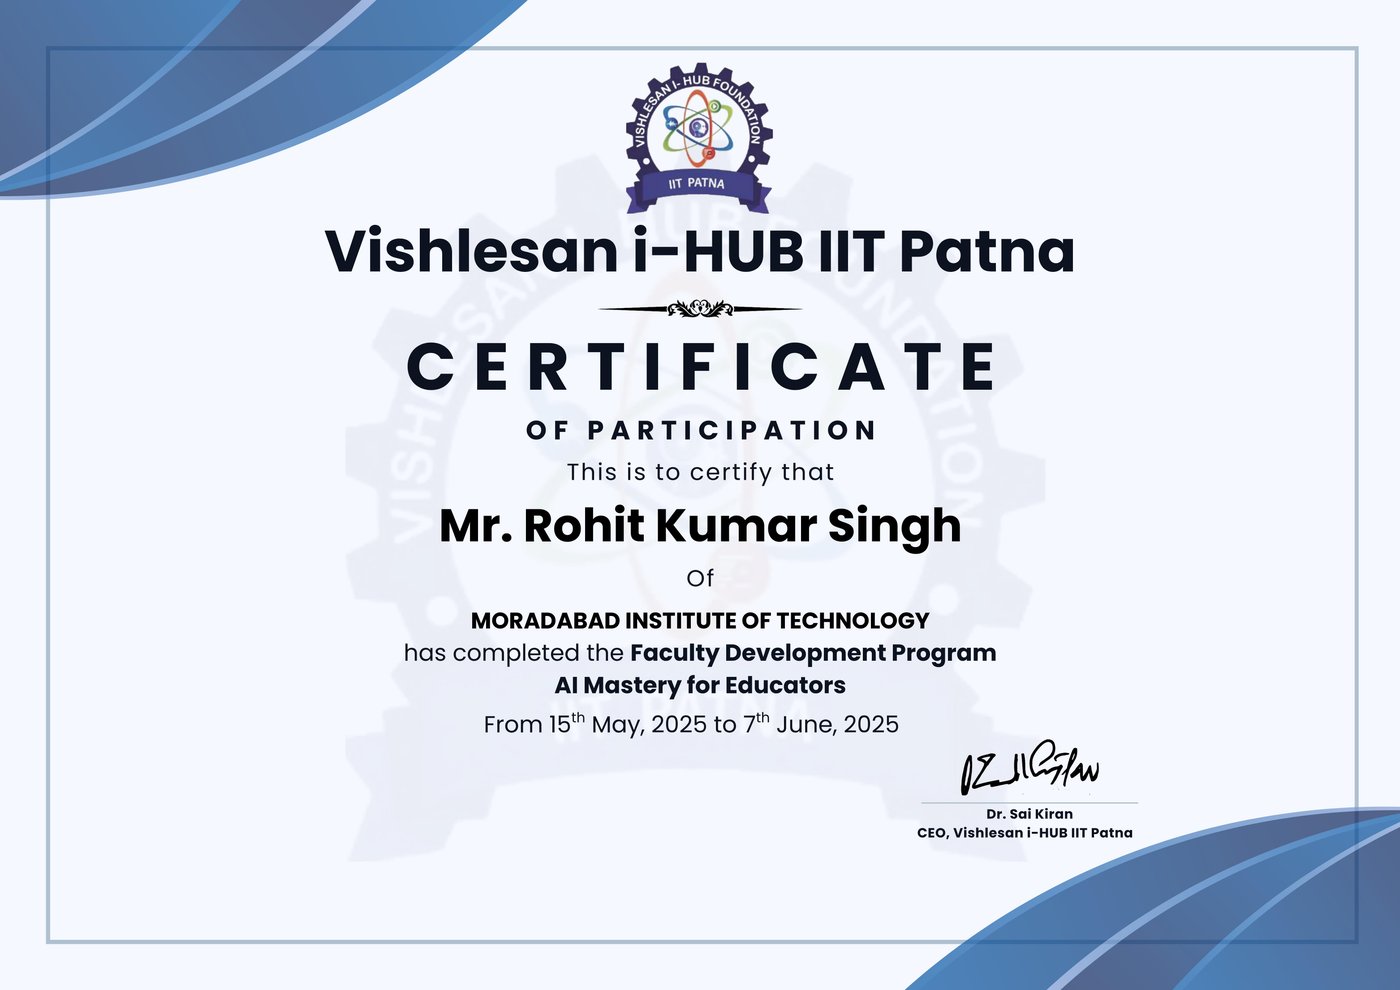 VISHLESAN I- HUB FOUNDATION
IIT PATNA
Vishlesan i-HUB IIT Patna
CERTIFICATE
OF PARTICIPATION
This is to certify that
Mr. Rohit Kumar Singh
Of
MORADABAD INSTITUTE OF TECHNOLOGY
has completed the Faculty Development Program
AI Mastery for Educators
From 15th May, 2025 to 7th June, 2025
Dr. Sai Kiran
CEO, Vishlesan i-HUB IIT Patna